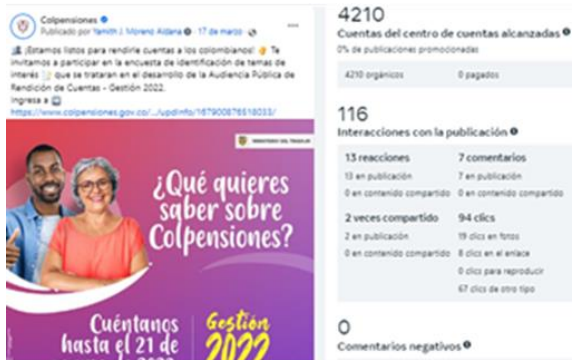 Colpensiones
Publicado por Yamith J. Moreno Aldana · 17 de marzo ·
¡Estamos listos para rendirle cuentas a los colombianos! Te
invitamos a participar en la encuesta de identificación de temas de
interés que se trataran en el desarrollo de la Audiencia Pública de
Rendición de Cuentas - Gestión 2022.
Ingresa a
https://www.colpensiones.gov.co/.../updinfo/167900876518033/
MINISTERIO DEL TRABAJO
¿Qué quieres
saber sobre
Colpensiones?
Cuéntanos
hasta el 21 de
Gestión
2022
4210
Cuentas del centro de cuentas alcanzadas
0% de publicaciones promocionadas
4210 orgánicos 0 pagados
116
Interacciones con la publicación
13 reacciones 7 comentarios
13 en publicación 7 en publicación
0 en contenido compartido 0 en contenido compartido
2 veces compartido 94 clics
2 en publicación 19 clics en fotos
0 en contenido compartido 8 clics en el enlace
0 clics para reproducir
67 clics de otro tipo
0
Comentarios negativos